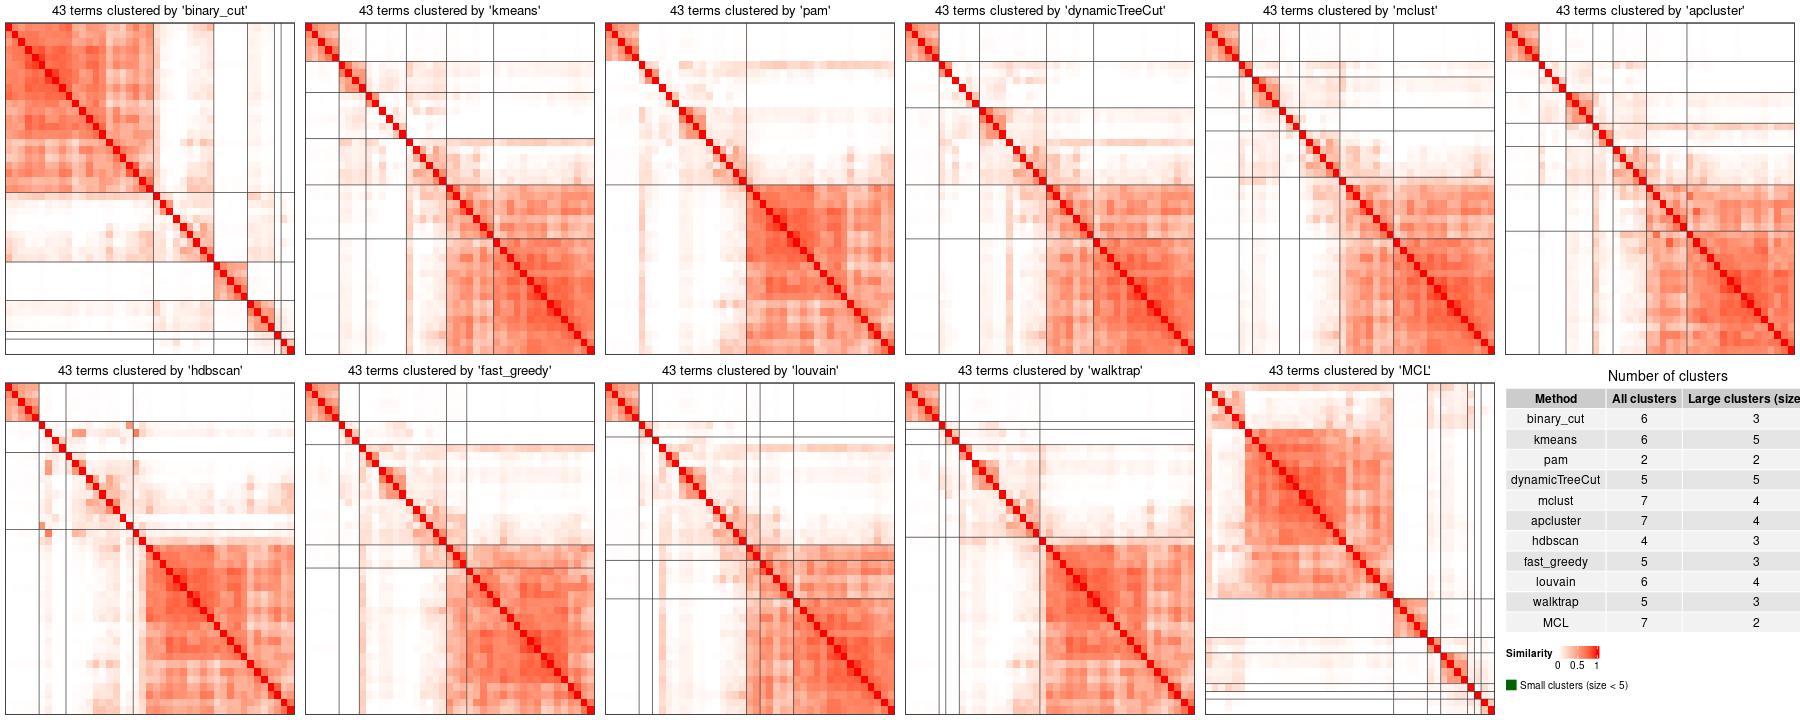 43 terms clustered by 'binary_cut'
43 terms clustered by 'kmeans'
43 terms clustered by 'pam'
43 terms clustered by 'dynamicTreeCut'
43 terms clustered by 'mclust'
43 terms clustered by 'apcluster'
43 terms clustered by 'hdbscan'
43 terms clustered by 'fast_greedy'
43 terms clustered by 'louvain'
43 terms clustered by 'walktrap'
43 terms clustered by 'MCL'
Number of clusters
Method All clusters Large clusters (size
binary_cut 6 3
kmeans 6 5
pam 2 2
dynamicTreeCut 5 5
mclust 7 4
apcluster 7 4
hdbscan 4 3
fast_greedy 5 3
louvain 6 4
walktrap 5 3
MCL 7 2
Similarity
0 0.5 1
Small clusters (size < 5)